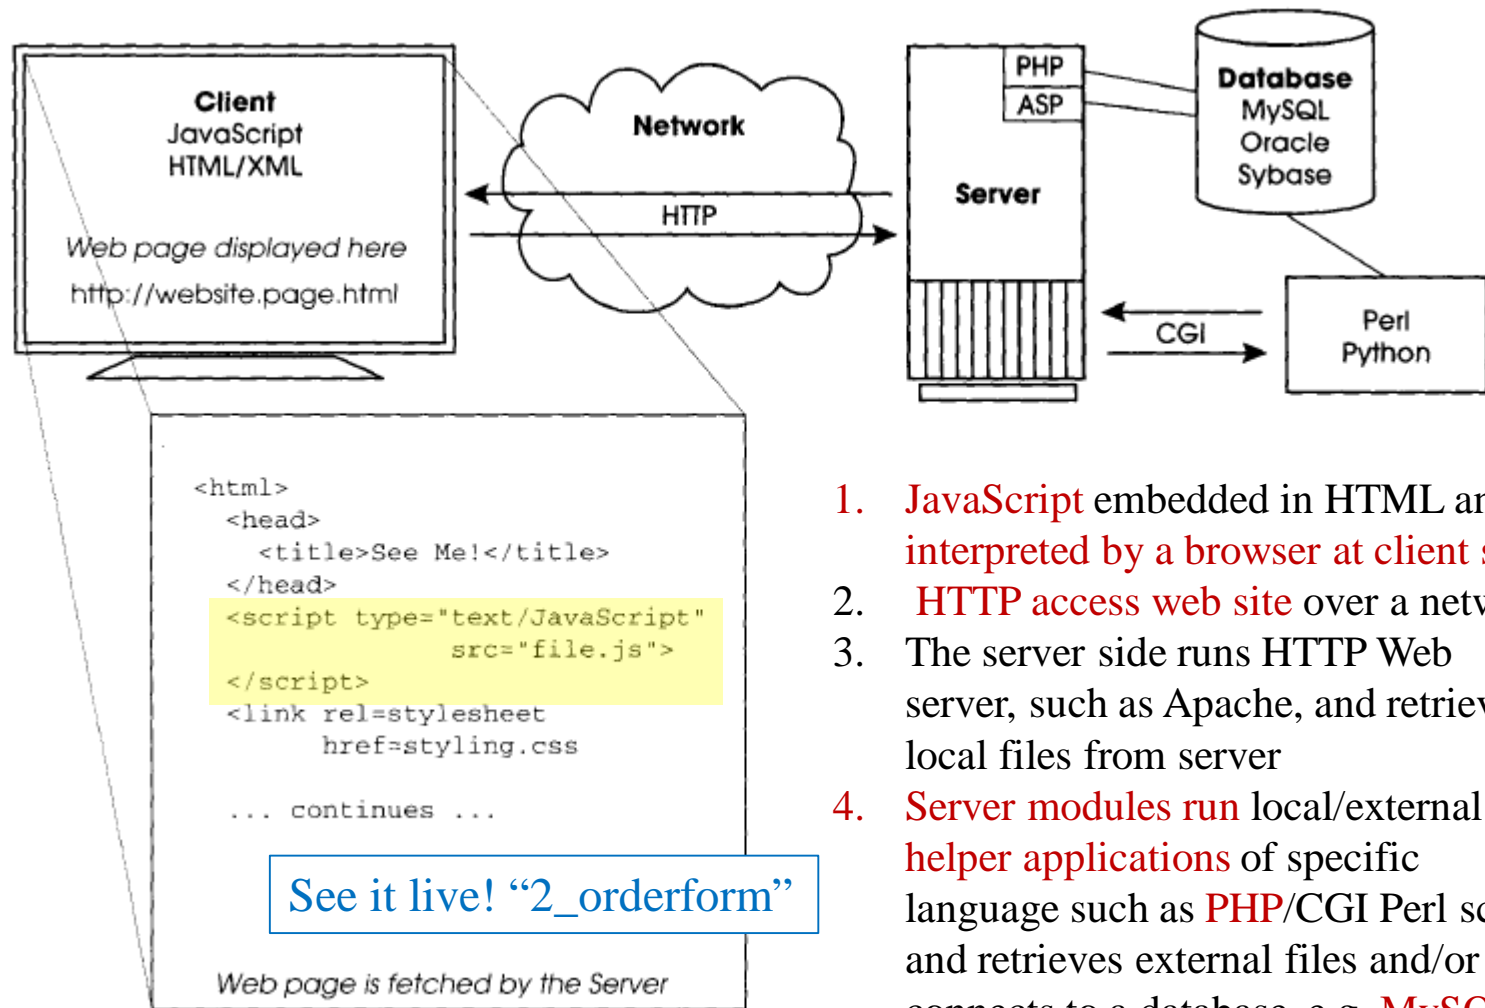 Client
JavaScript
HTML/XML
Web page displayed here
http://website.page.html
Network
HTTP
PHP
ASP
Server
Database
MySQL
Oracle
Sybase
CGI
Perl
Python
<html>
<head>
<title>See Me!</title>
</head>
<script type="text/JavaScript"
src="file.js">
</script>
<link rel=stylesheet
href=styling.css
... continues ...
See it live! “2_orderform”
Web page is fetched by the Server
1. JavaScript embedded in HTML
interpreted by a browser at client
2. HTTP access web site over a
3. The server side runs HTTP Web
server, such as Apache, and
local files from server
4. Server modules run local/external
helper applications of specific
language such as PHP/CGI Perl
and retrieves external files and/or
connects to a database, e.g.